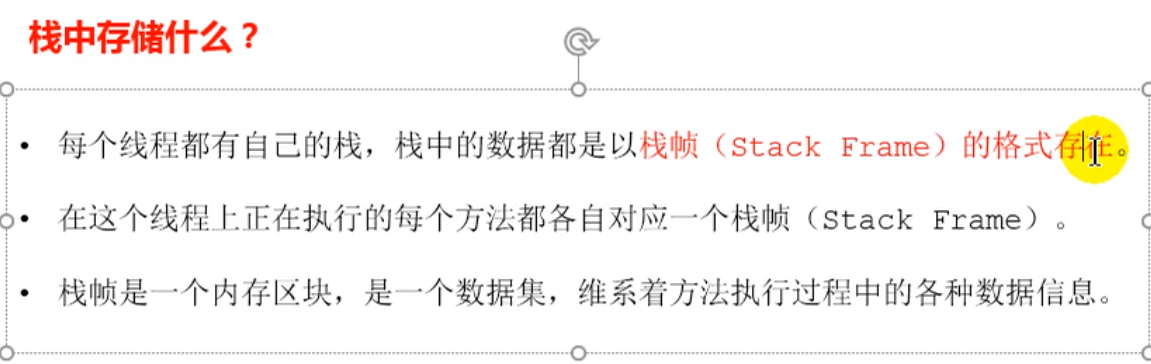 栈中存储什么？
• 每个线程都有自己的栈，栈中的数据都是以栈帧（Stack Frame）的格式存在。
• 在这个线程上正在执行的每个方法都各自对应一个栈帧（Stack Frame）。
• 栈帧是一个内存区块，是一个数据集，维系着方法执行过程中的各种数据信息。